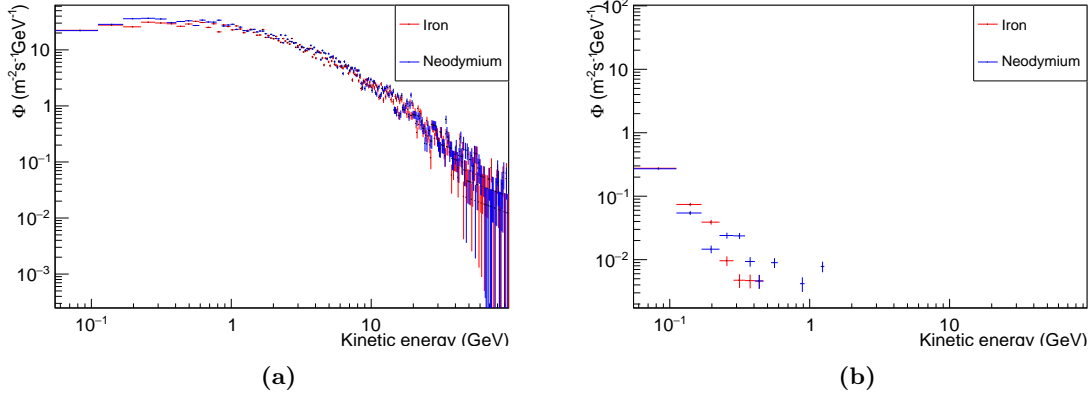 Φ (m⁻²s⁻¹GeV⁻¹)
Iron
Neodymium
10
1
10⁻¹
10⁻²
10⁻³
10⁻¹ 1 10
Kinetic energy (GeV)
(a)
Φ (m⁻²s⁻¹GeV⁻¹)
10²
Iron
Neodymium
10
1
10⁻¹
10⁻²
10⁻¹ 1 10
Kinetic energy (GeV)
(b)